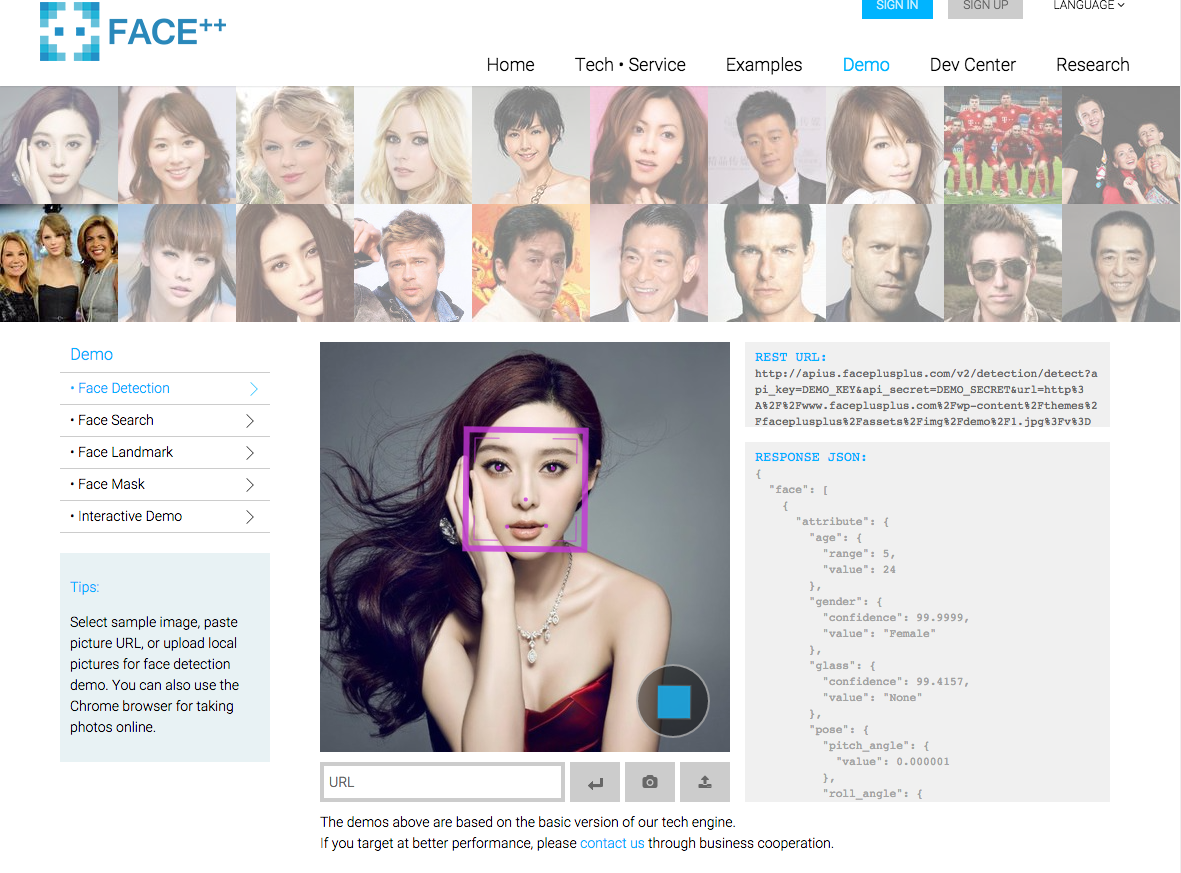 SIGN IN
SIGN UP
LANGUAGE
FACE++
Home
Tech • Service
Examples
Demo
Dev Center
Research
Demo
• Face Detection
• Face Search
• Face Landmark
• Face Mask
• Interactive Demo
Tips:
Select sample image, paste
picture URL, or upload local
pictures for face detection
demo. You can also use the
Chrome browser for taking
photos online.
URL
The demos above are based on the basic version of our tech engine.
If you target at better performance, please contact us through business cooperation.
REST URL:
http://apius.faceplusplus.com/v2/detection/detect?a
pi_key=DEMO_KEY&api_secret=DEMO_SECRET&url=http%3
A%2F%2Fwww.faceplusplus.com%2Fwp-content%2Fthemes%2
Ffaceplusplus%2Fassets%2Fimg%2Fdemo%2F1.jpg%3Fv%3D
RESPONSE JSON:
{
"face": [
{
"attribute": {
"age": {
"range": 5,
"value": 24
},
"gender": {
"confidence": 99.9999,
"value": "Female"
},
"glass": {
"confidence": 99.4157,
"value": "None"
},
"pose": {
"pitch_angle": {
"value": 0.000001
},
"roll_angle": {